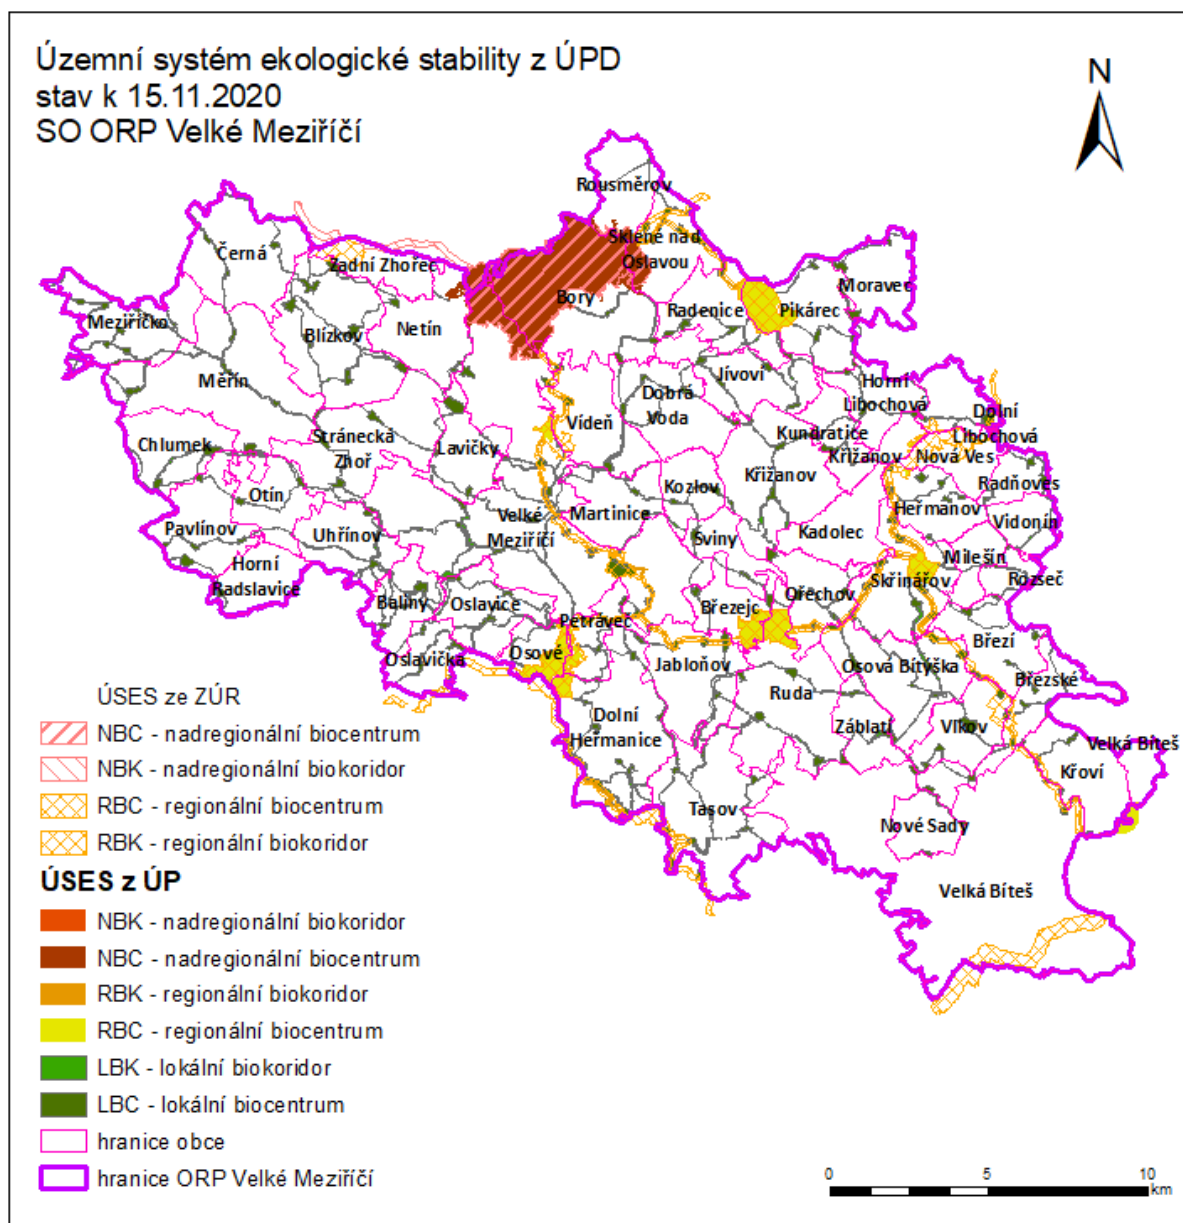 Územní systém ekologické stability z ÚPD
stav k 15.11.2020
SO ORP Velké Meziříčí
N
Rousměrov
Sklené nad
Oslavou
Černá
Zadní Zhořec
Moravec
Bory
Radenice
Pikárec
Meziříčko
Blízkov
Netín
Měřín
Jívoví
Horní
Libochová
Dobrá
Voda
Dolní
Libochová
Vídeň
Chlumek
Stránecká
Zhoř
Lavičky
Kundratice
Křižanov
Nová Ves
Radňoves
Otín
Kozlov
Křižanov
Heřmanov
Vidonín
Pavlínov
Uhřínov
Velké
Meziříčí
Martinice
Sviny
Kadolec
Milešín
Rozseč
Horní
Radslavice
Skřinářov
Baliny
Oslavice
Březejc
Ořechov
Petráveč
Březí
Oslavička
Osové
Jabloňov
Osová Bítýška
Březské
Ruda
Dolní
Heřmanice
Záblatí
Vlkov
Velká Bíteš
Křoví
Tasov
Nové Sady
Velká Bíteš
ÚSES ze ZÚR
NBC - nadregionální biocentrum
NBK - nadregionální biokoridor
RBC - regionální biocentrum
RBK - regionální biokoridor
ÚSES z ÚP
NBK - nadregionální biokoridor
NBC - nadregionální biocentrum
RBK - regionální biokoridor
RBC - regionální biocentrum
LBK - lokální biokoridor
LBC - lokální biocentrum
hranice obce
hranice ORP Velké Meziříčí
0 5 10
km